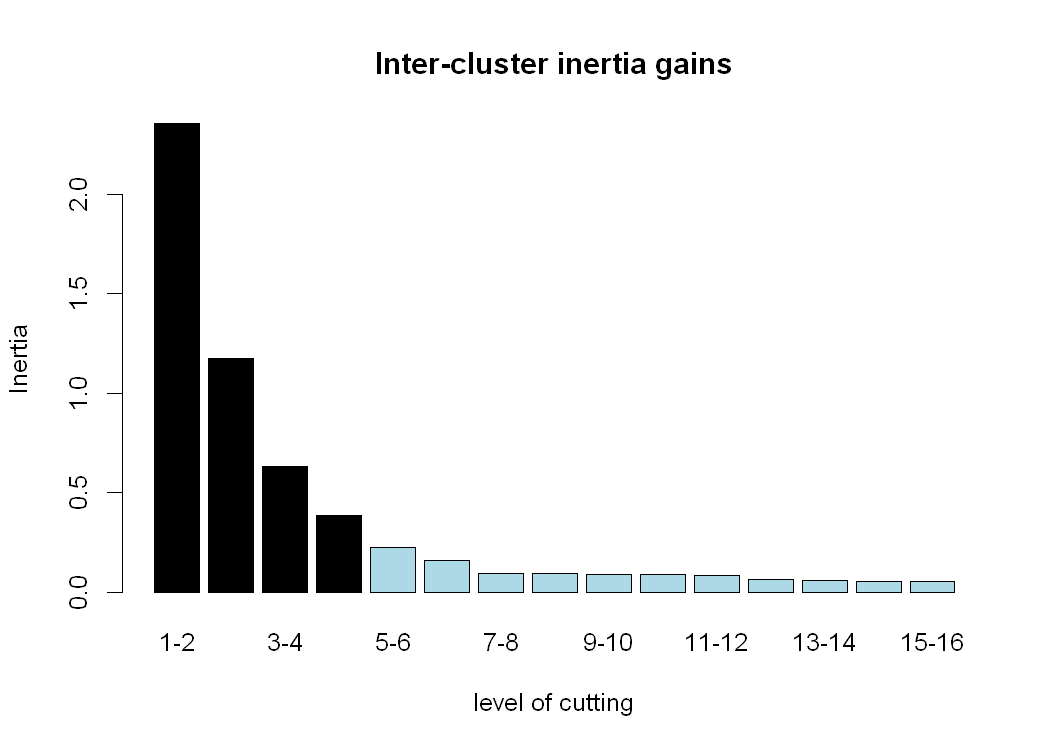 Inter-cluster inertia gains
Inertia
2.0
1.5
1.0
0.5
0.0
1-2 3-4 5-6 7-8 9-10 11-12 13-14 15-16
level of cutting